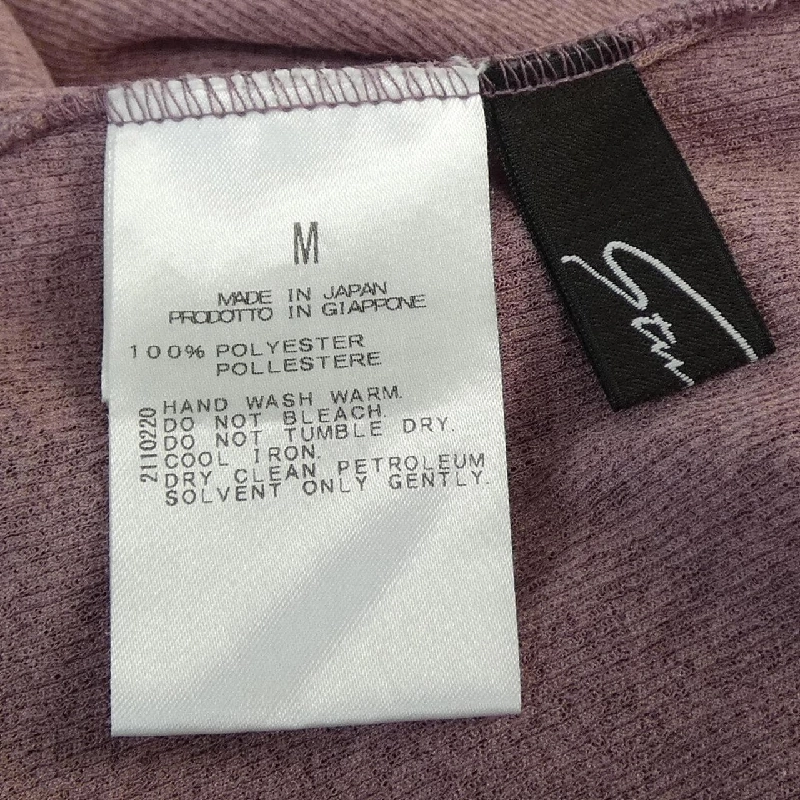 M
MADE IN JAPAN
PRODOTTO IN GIAPPONE
100% POLYESTER
POLLESTERE
HAND WASH WARM.
DO NOT BLEACH.
DO NOT TUMBLE DRY.
COOL IRON.
DRY CLEAN PETROLEUM
SOLVENT ONLY GENTLY.
2110220